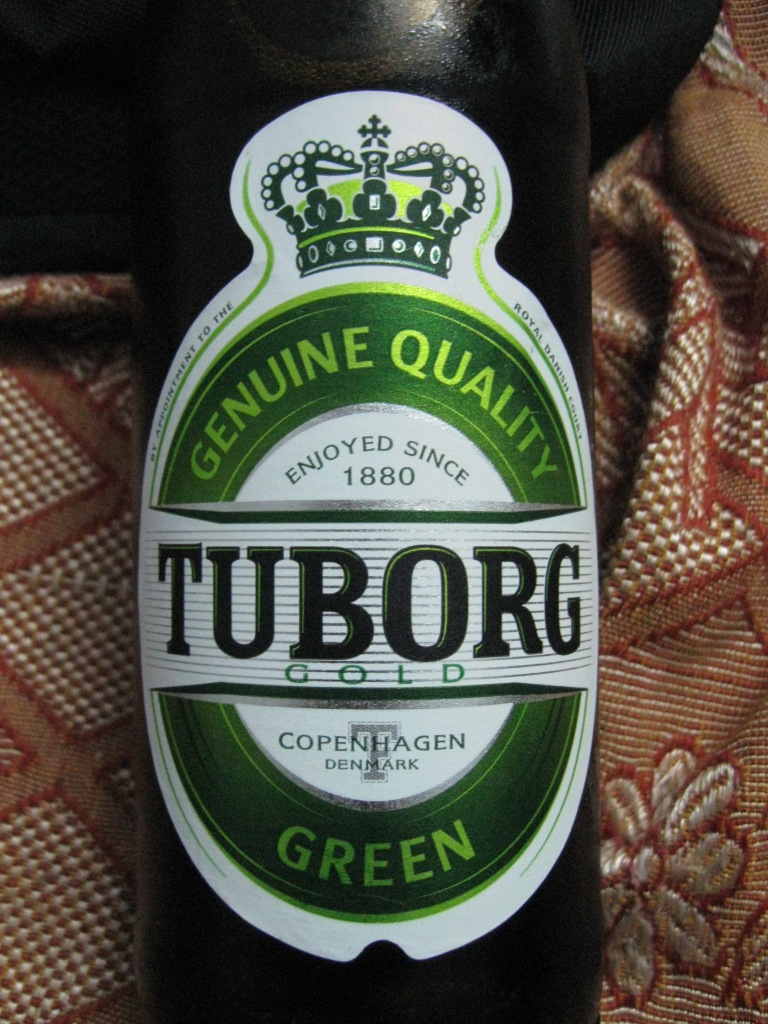 BY APPOINTMENT TO THE
ROYAL DANISH COURT
GENUINE QUALITY
ENJOYED SINCE
1880
TUBORG
GOLD
T
COPENHAGEN
DENMARK
GREEN